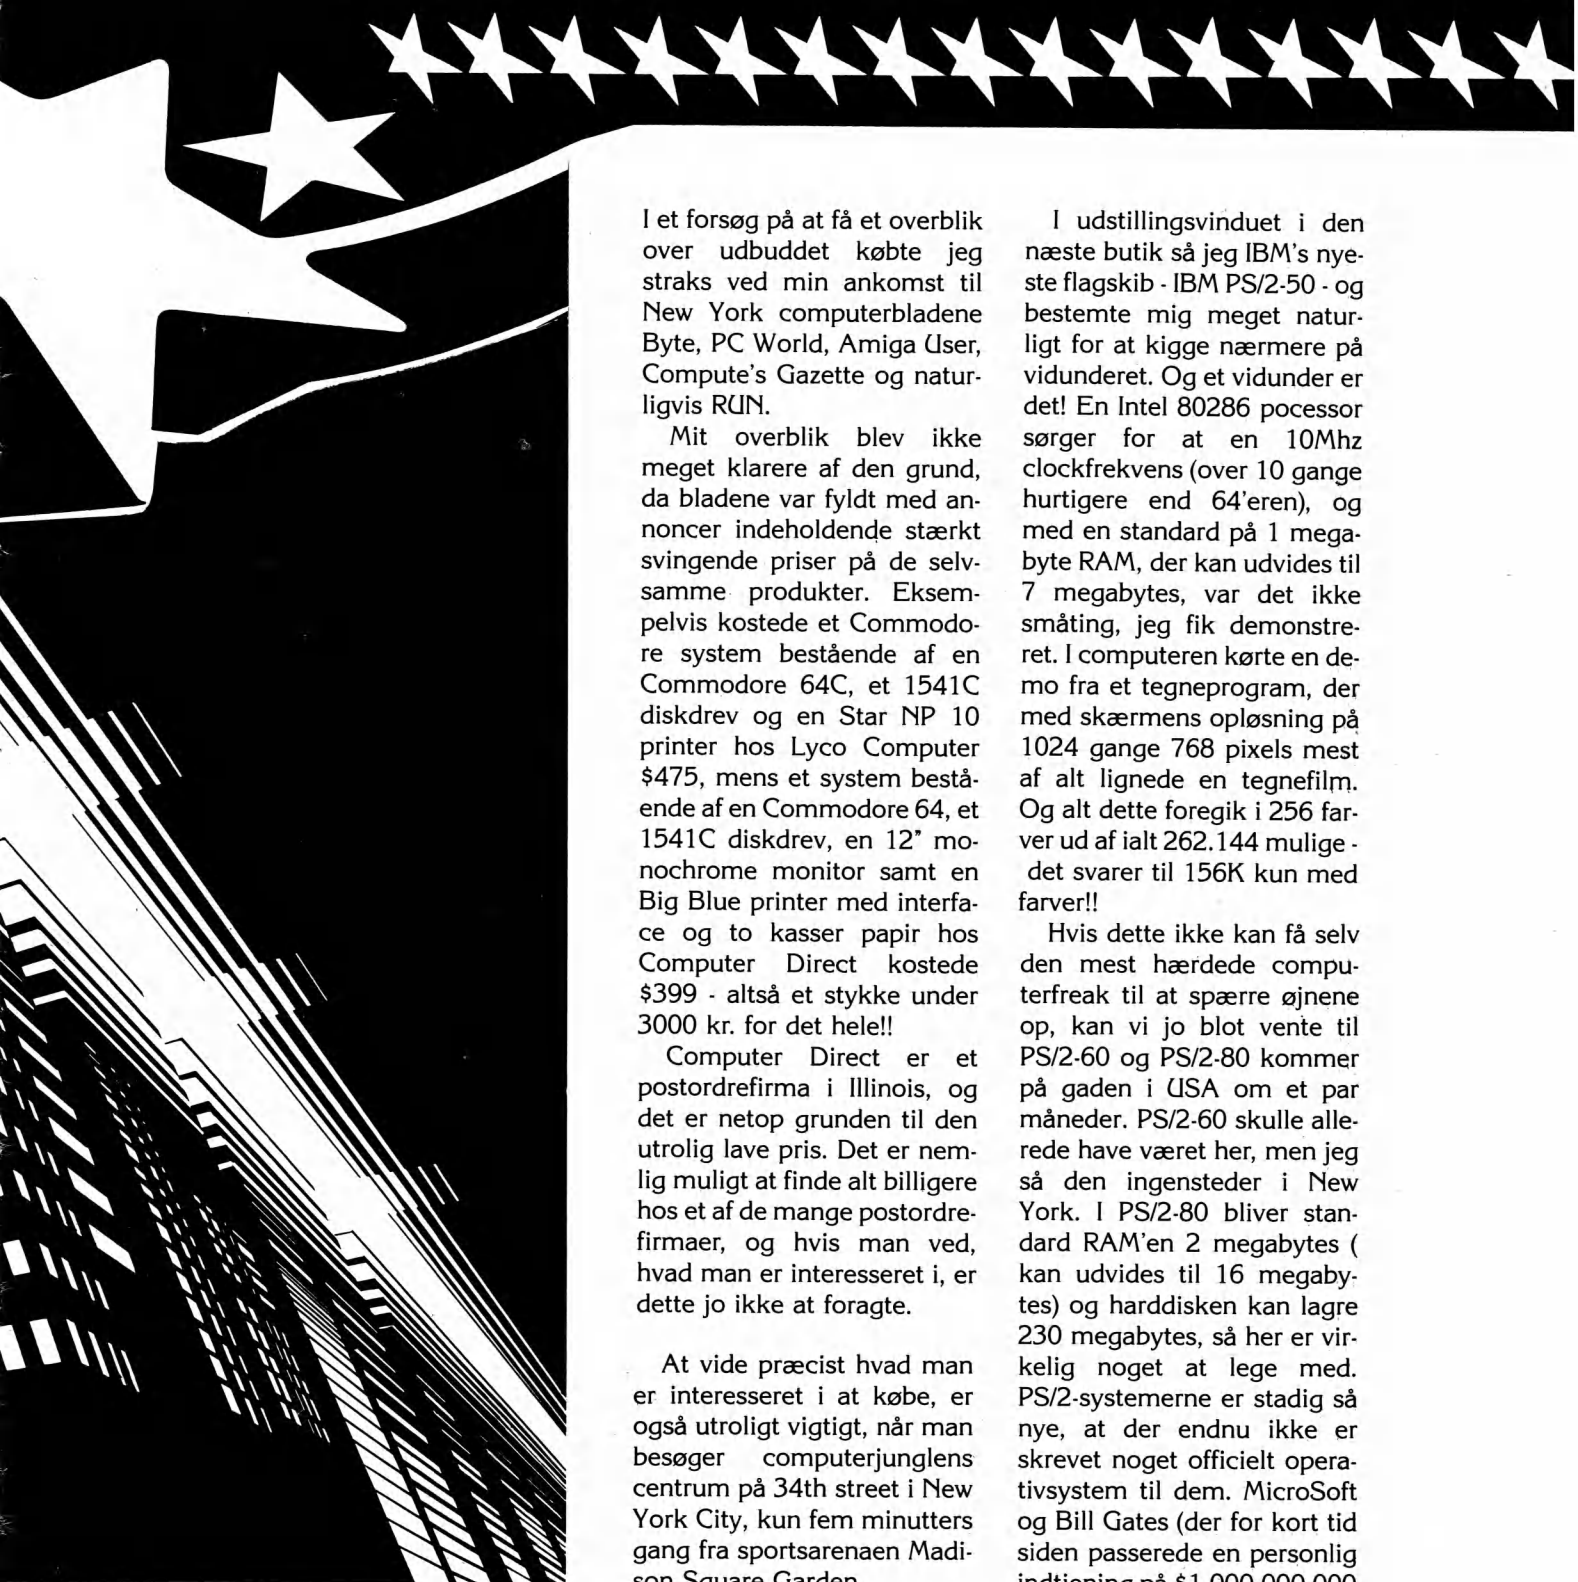 I et forsøg på at få et overblik
over udbuddet købte jeg
straks ved min ankomst til
New York computerbladene
Byte, PC World, Amiga User,
Compute's Gazette og natur-
ligvis RUN.
Mit overblik blev ikke
meget klarere af den grund,
da bladene var fyldt med an-
noncer indeholdende stærkt
svingende priser på de selv-
samme produkter. Eksem-
pelvis kostede et Commodo-
re system bestående af en
Commodore 64C, et 1541C
diskdrev og en Star NP 10
printer hos Lyco Computer
$475, mens et system bestå-
ende af en Commodore 64, et
1541C diskdrev, en 12" mo-
nochrome monitor samt en
Big Blue printer med interfa-
ce og to kasser papir hos
Computer Direct kostede
$399 - altså et stykke under
3000 kr. for det hele!!
Computer Direct er et
postordrefirma i Illinois, og
det er netop grunden til den
utrolig lave pris. Det er nem-
lig muligt at finde alt billigere
hos et af de mange postordre-
firmaer, og hvis man ved,
hvad man er interesseret i, er
dette jo ikke at foragte.
At vide præcist hvad man
er interesseret i at købe, er
også utroligt vigtigt, når man
besøger computerjunglens
centrum på 34th street i New
York City, kun fem minutters
gang fra sportsarenaen Madi-
son Square Garden.
I udstillingsvinduet i den
næste butik så jeg IBM's nye-
ste flagskib - IBM PS/2-50 - og
bestemte mig meget natur-
ligt for at kigge nærmere på
vidunderet. Og et vidunder er
det! En Intel 80286 pocessor
sørger for at en 10Mhz
clockfrekvens (over 10 gange
hurtigere end 64'eren), og
med en standard på 1 mega-
byte RAM, der kan udvides til
7 megabytes, var det ikke
småting, jeg fik demonstre-
ret. I computeren kørte en de-
mo fra et tegneprogram, der
med skærmens opløsning på
1024 gange 768 pixels mest
af alt lignede en tegnefilm.
Og alt dette foregik i 256 far-
ver ud af ialt 262.144 mulige -
det svarer til 156K kun med
farver!!
Hvis dette ikke kan få selv
den mest hærdede compu-
terfreak til at spærre øjnene
op, kan vi jo blot vente til
PS/2-60 og PS/2-80 kommer
på gaden i USA om et par
måneder. PS/2-60 skulle alle-
rede have været her, men jeg
så den ingensteder i New
York. I PS/2-80 bliver stan-
dard RAM'en 2 megabytes (
kan udvides til 16 megaby-
tes) og harddisken kan lagre
230 megabytes, så her er vir-
kelig noget at lege med.
PS/2-systemerne er stadig så
nye, at der endnu ikke er
skrevet noget officielt opera-
tivsystem til dem. MicroSoft
og Bill Gates (der for kort tid
siden passerede en personlig
indtjening på $1.000.000.000